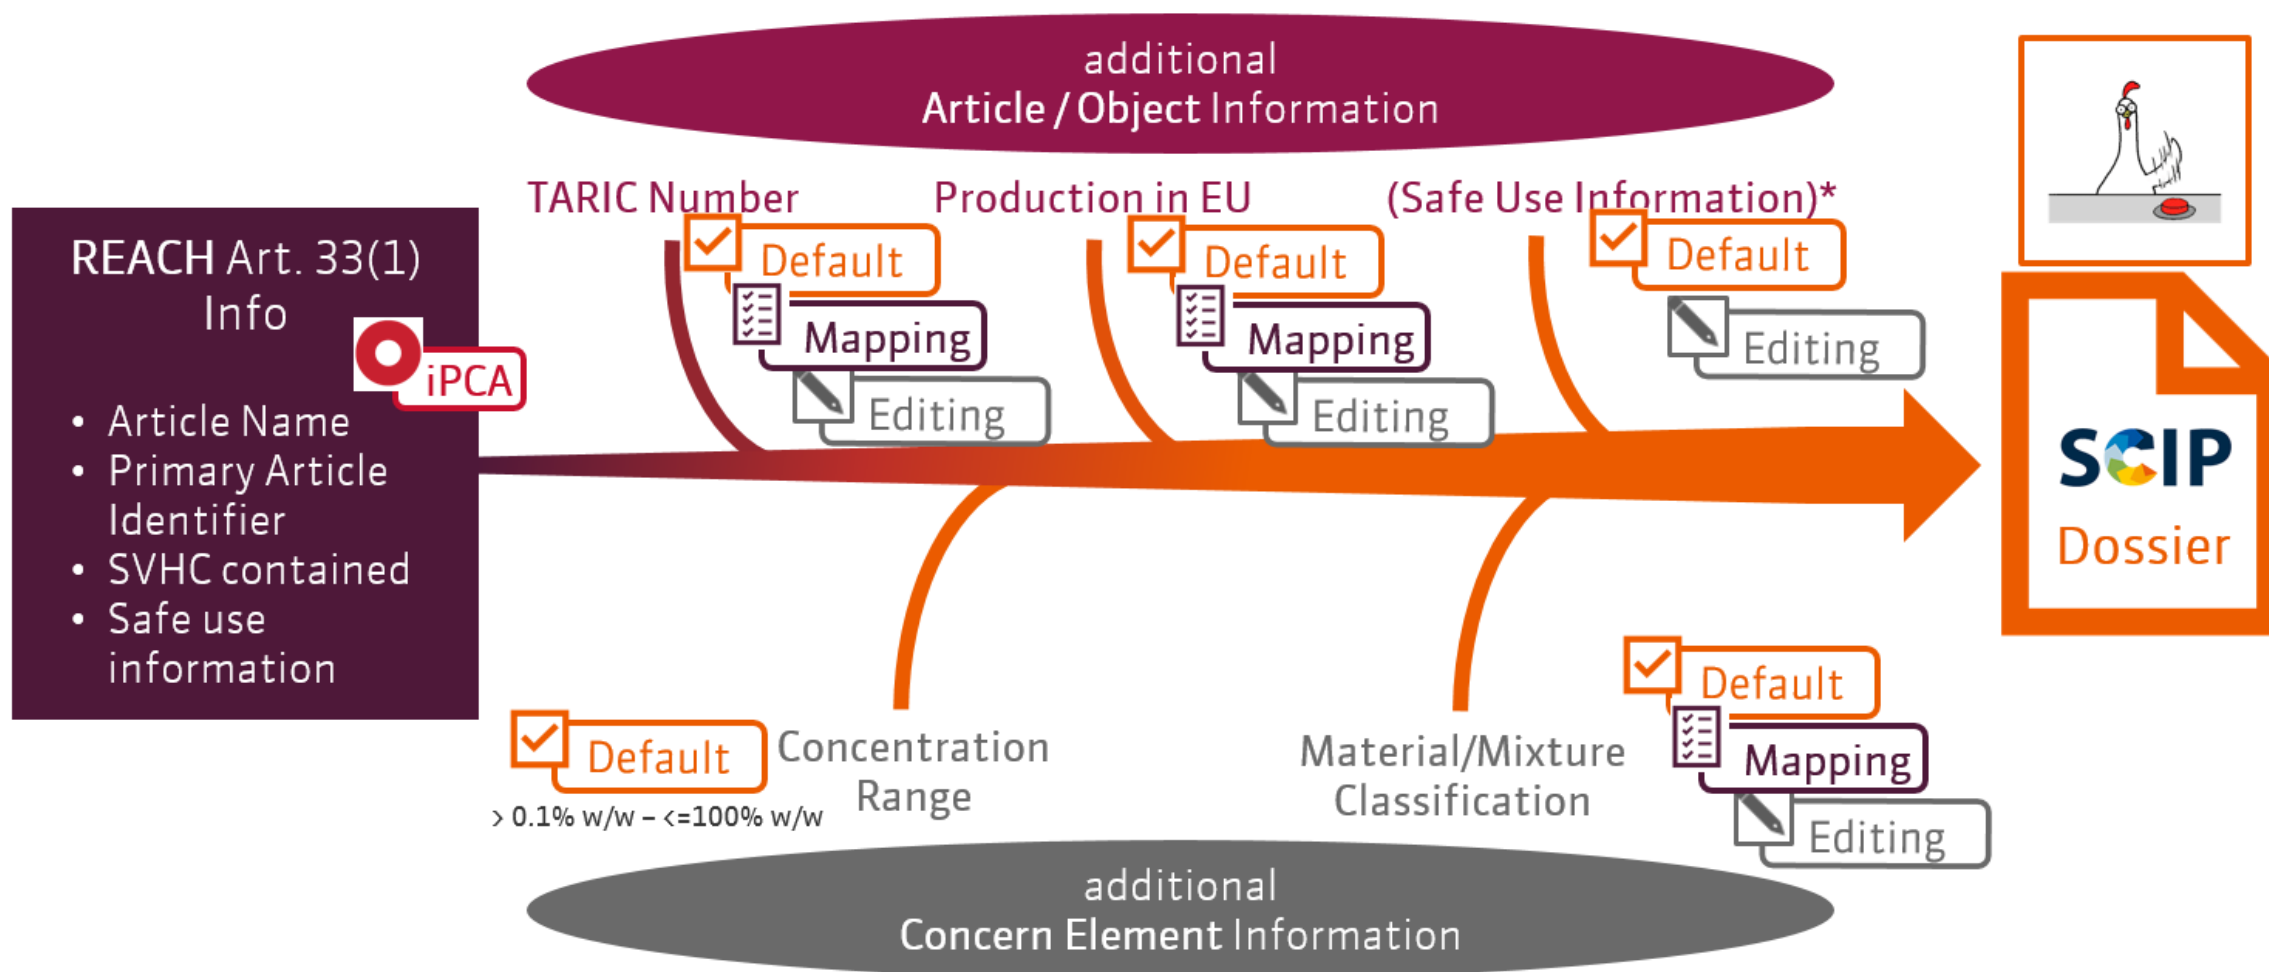 additional
Article / Object Information
TARIC Number
Default
Mapping
Editing
Production in EU
Default
Mapping
Editing
(Safe Use Information)*
Default
Editing
REACH Art. 33(1)
Info
iPCA
• Article Name
• Primary Article
Identifier
• SVHC contained
• Safe use
information
SCIP
Dossier
Default
> 0.1% w/w – <=100% w/w
Concentration
Range
Material/Mixture
Classification
Default
Mapping
Editing
additional
Concern Element Information